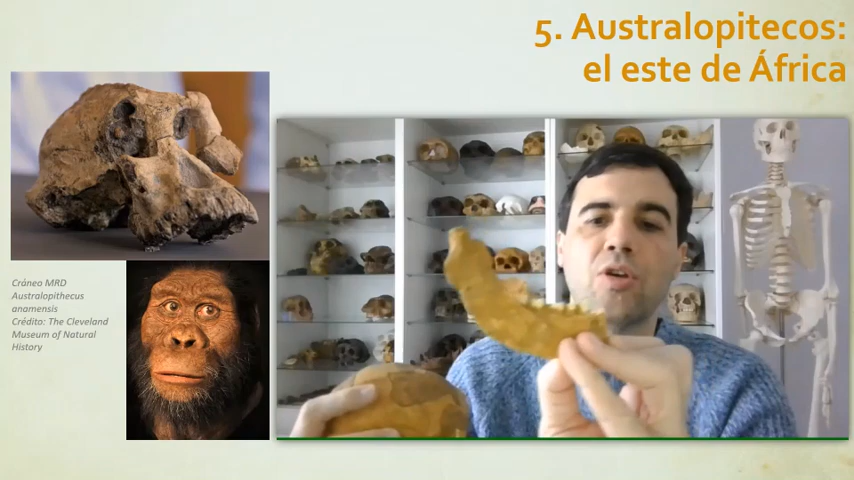 5. Australopitecos:
el este de África
Cráneo MRD
Australopithecus
anamensis
Crédito: The Cleveland
Museum of Natural
History